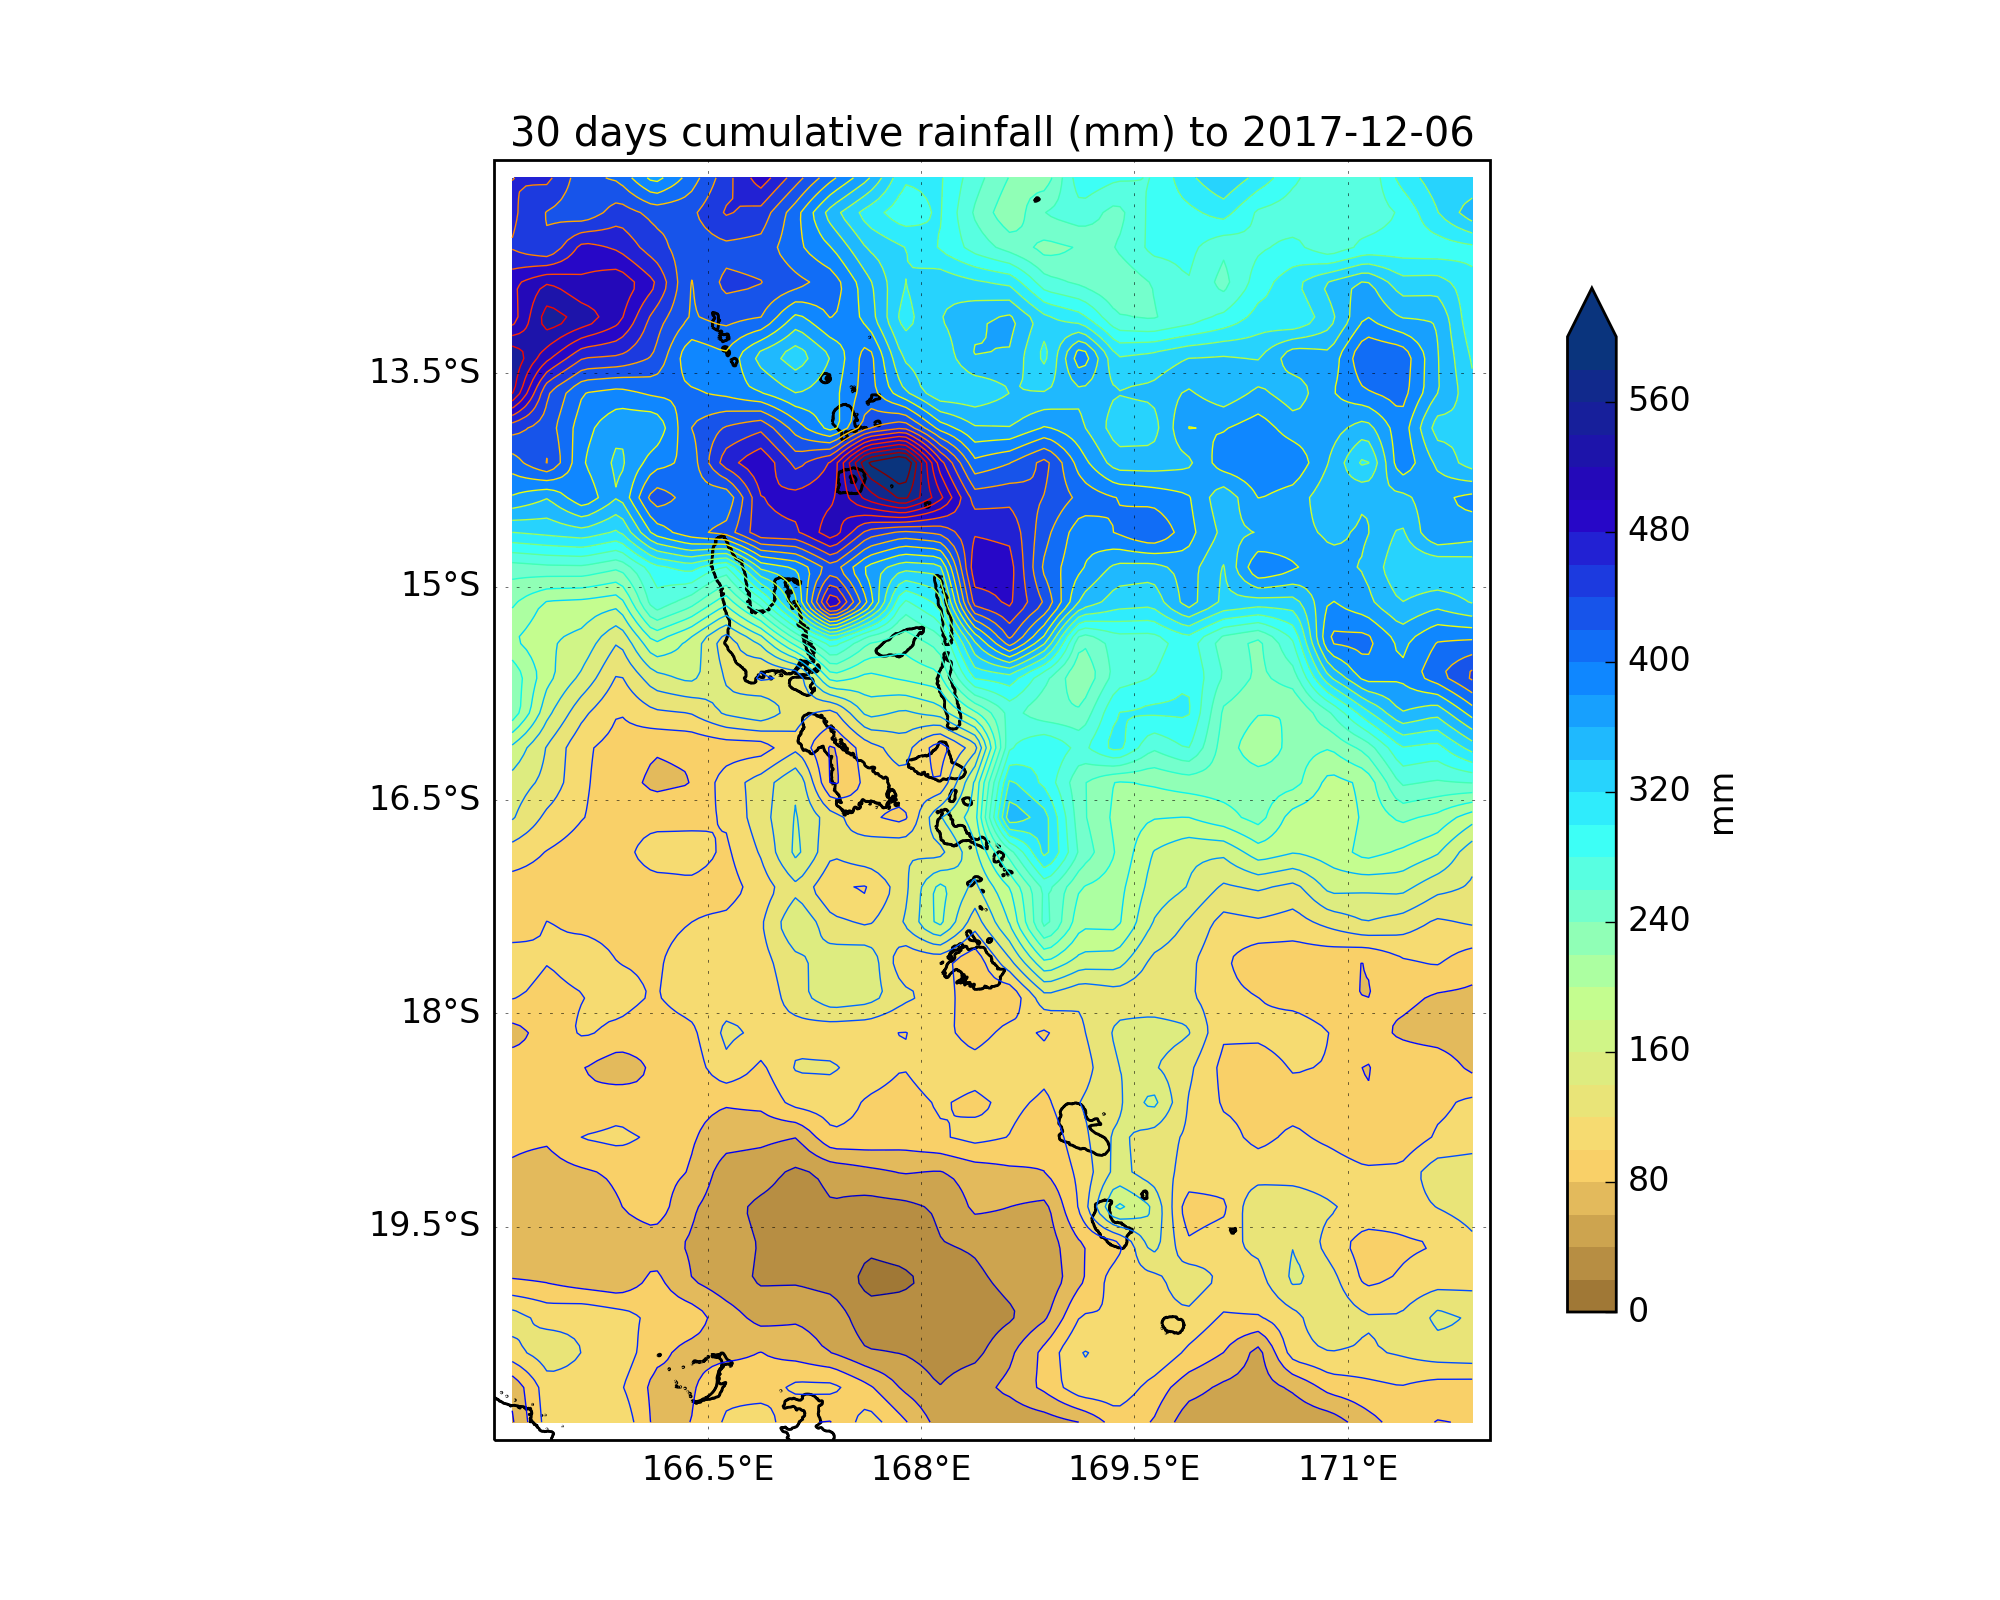 30 days cumulative rainfall (mm) to 2017-12-06
13.5°S
15°S
16.5°S
18°S
19.5°S
166.5°E
168°E
169.5°E
171°E
560
480
400
320
240
160
80
0
mm